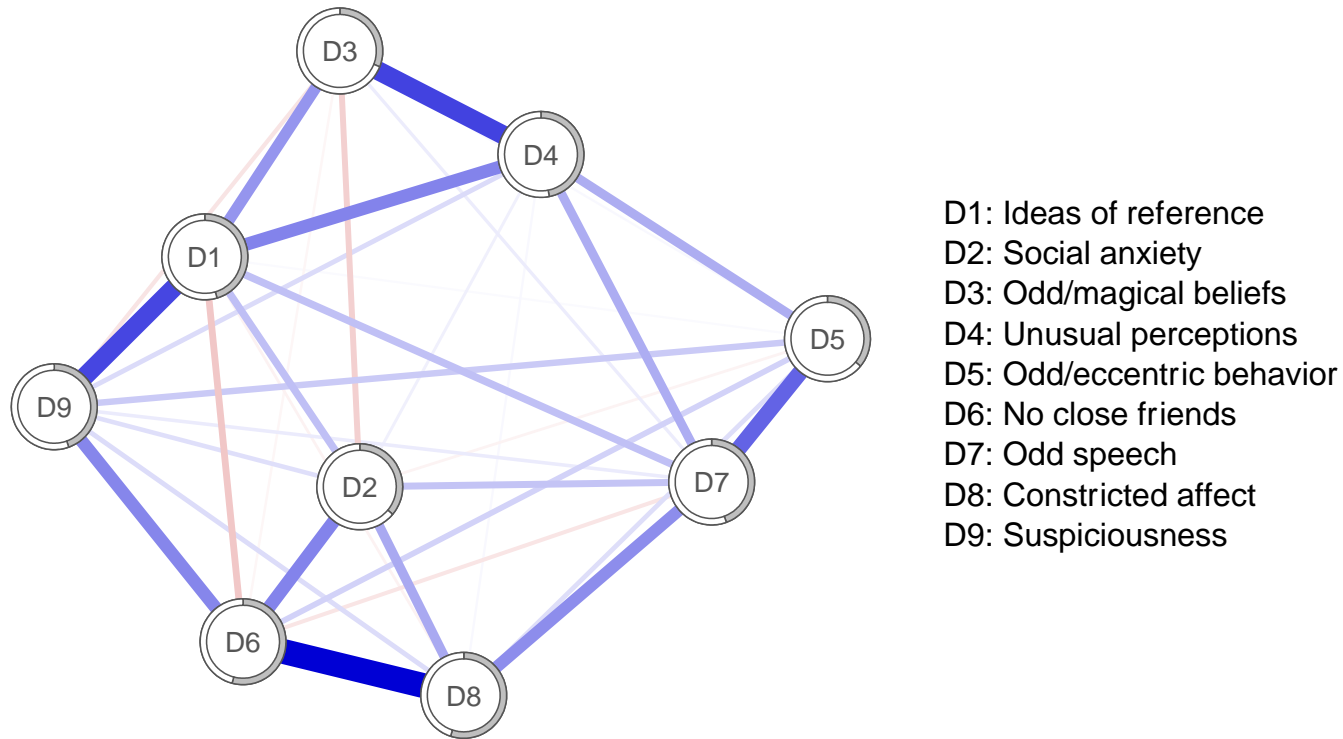 D3
D4
D1
D5
D9
D2
D7
D6
D8
D1: Ideas of reference
D2: Social anxiety
D3: Odd/magical beliefs
D4: Unusual perceptions
D5: Odd/eccentric behavior
D6: No close friends
D7: Odd speech
D8: Constricted affect
D9: Suspiciousness